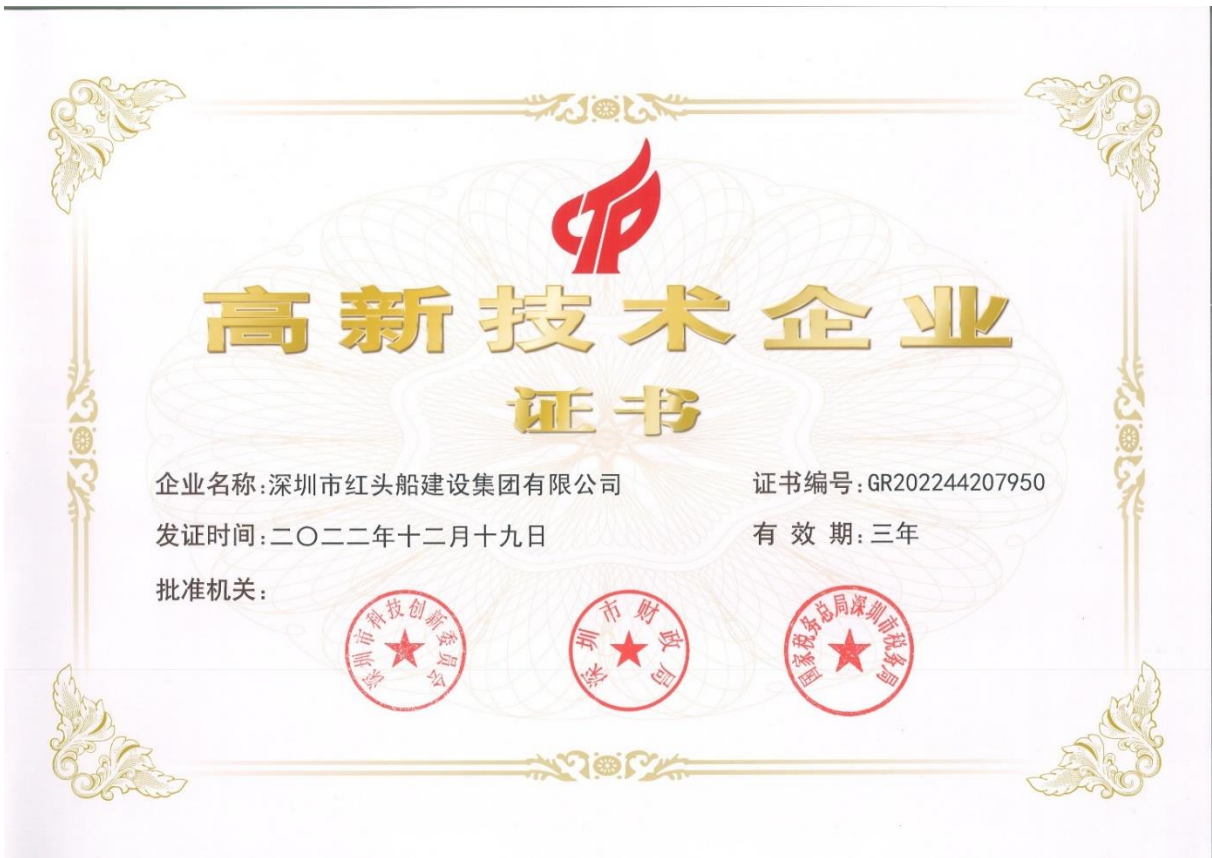 高新技术企业
证书
企业名称:深圳市红头船建设集团有限公司
证书编号:GR202244207950
发证时间:二〇二二年十二月十九日
有 效 期:三年
批准机关:
深圳市科技创新委员会
深圳市财政局
国家税务总局深圳市税务局